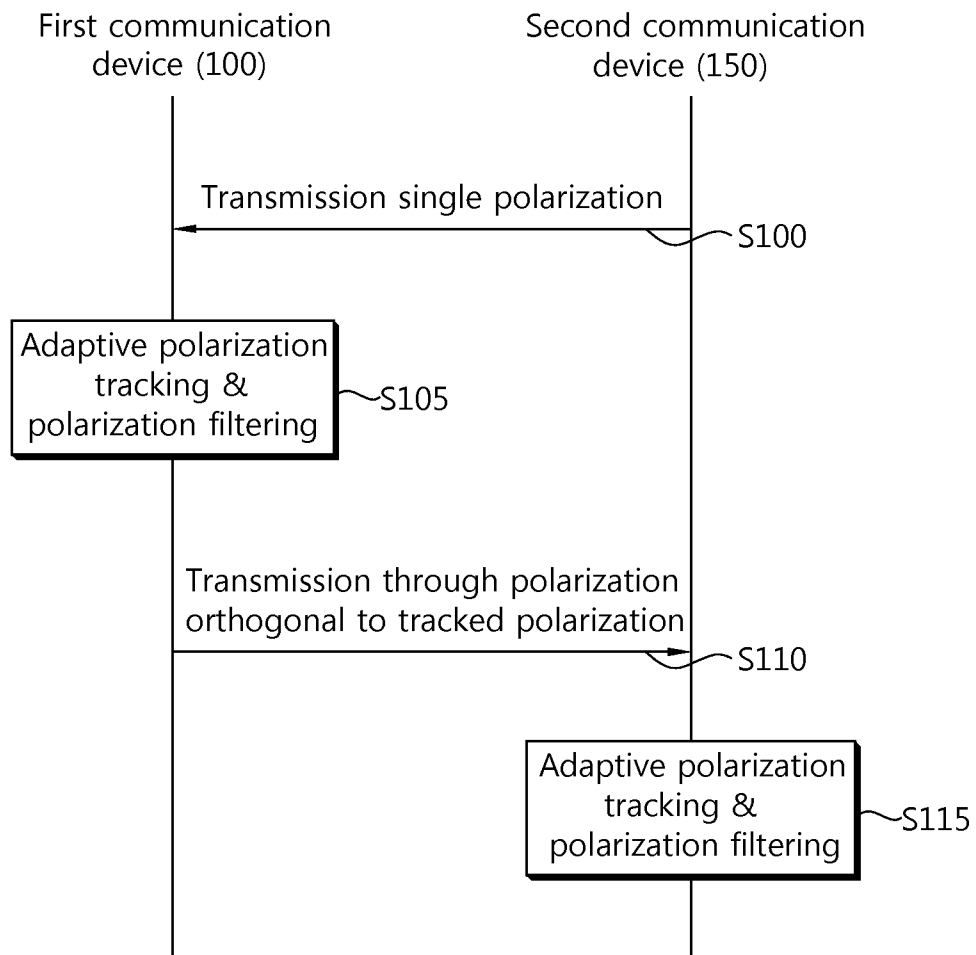 First communication
device (100)
Second communication
device (150)
Transmission single polarization
S100
Adaptive polarization
tracking &
polarization filtering
S105
Transmission through polarization
orthogonal to tracked polarization
S110
Adaptive polarization
tracking &
polarization filtering
S115